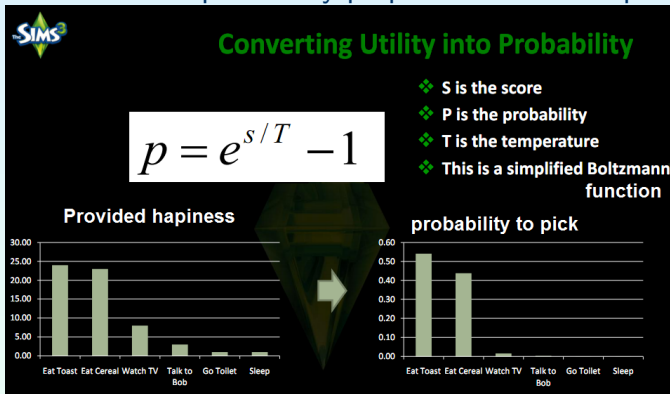 The SIMS 3
Converting Utility into Probability
S is the score
P is the probability
T is the temperature
This is a simplified Boltzmann
function
p = e^{s/T} − 1
Provided hapiness
30.00
25.00
20.00
15.00
10.00
5.00
0.00
Eat Toast Eat Cereal Watch TV Talk to Bob Go Toilet Sleep
probability to pick
0.60
0.50
0.40
0.30
0.20
0.10
0.00
Eat Toast Eat Cereal Watch TV Talk to Bob Go Toilet Sleep